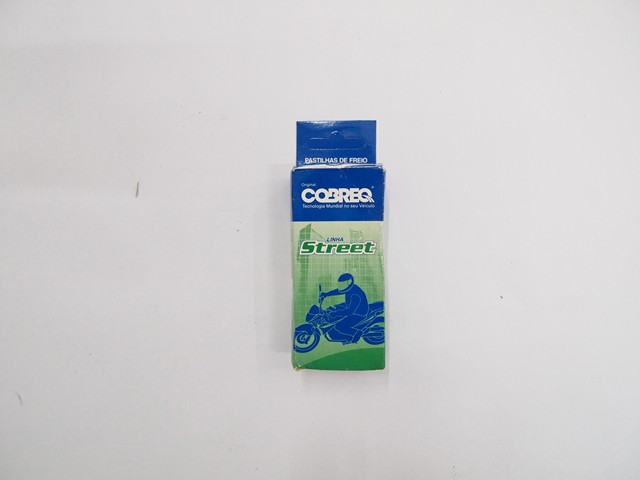 PASTILHAS DE FREIO
Original
COBREQ
Tecnologia Mundial no seu Veículo
LINHA
Street